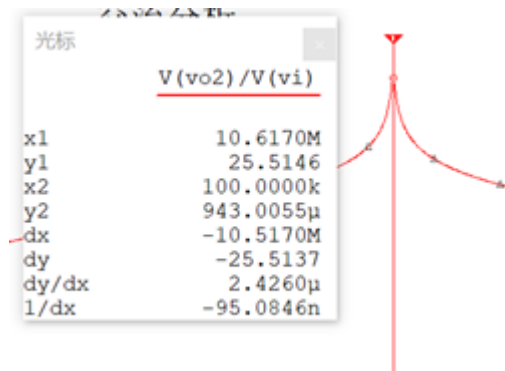 光标
V(vo2)/V(vi)
x1 10.6170M
y1 25.5146
x2 100.0000k
y2 943.0055µ
dx -10.5170M
dy -25.5137
dy/dx 2.4260µ
1/dx -95.0846n